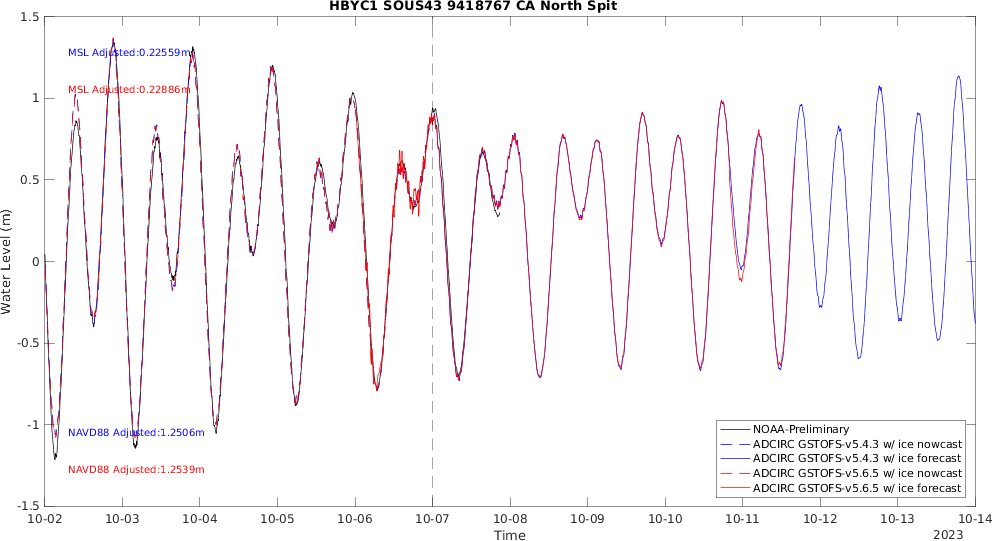 HBYC1 SOUS43 9418767 CA North Spit
1.5
1
0.5
0
-0.5
-1
-1.5
Water Level (m)
MSL Adjusted:0.22559m
MSL Adjusted:0.22886m
NAVD88 Adjusted:1.2506m
NAVD88 Adjusted:1.2539m
NOAA-Preliminary
ADCIRC GSTOFS-v5.4.3 w/ ice nowcast
ADCIRC GSTOFS-v5.4.3 w/ ice forecast
ADCIRC GSTOFS-v5.6.5 w/ ice nowcast
ADCIRC GSTOFS-v5.6.5 w/ ice forecast
10-02 10-03 10-04 10-05 10-06 10-07 10-08 10-09 10-10 10-11 10-12 10-13 10-14
Time
2023